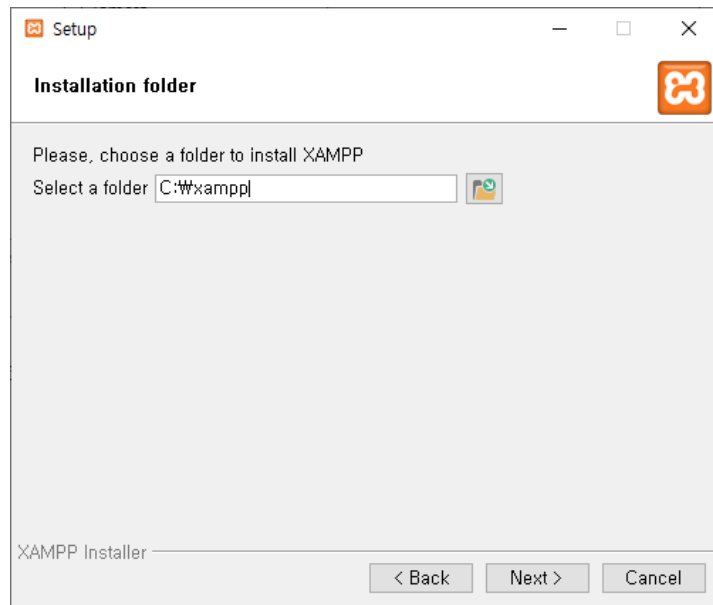 Setup
Installation folder
Please, choose a folder to install XAMPP
Select a folder C:₩xampp
XAMPP Installer
< Back Next > Cancel